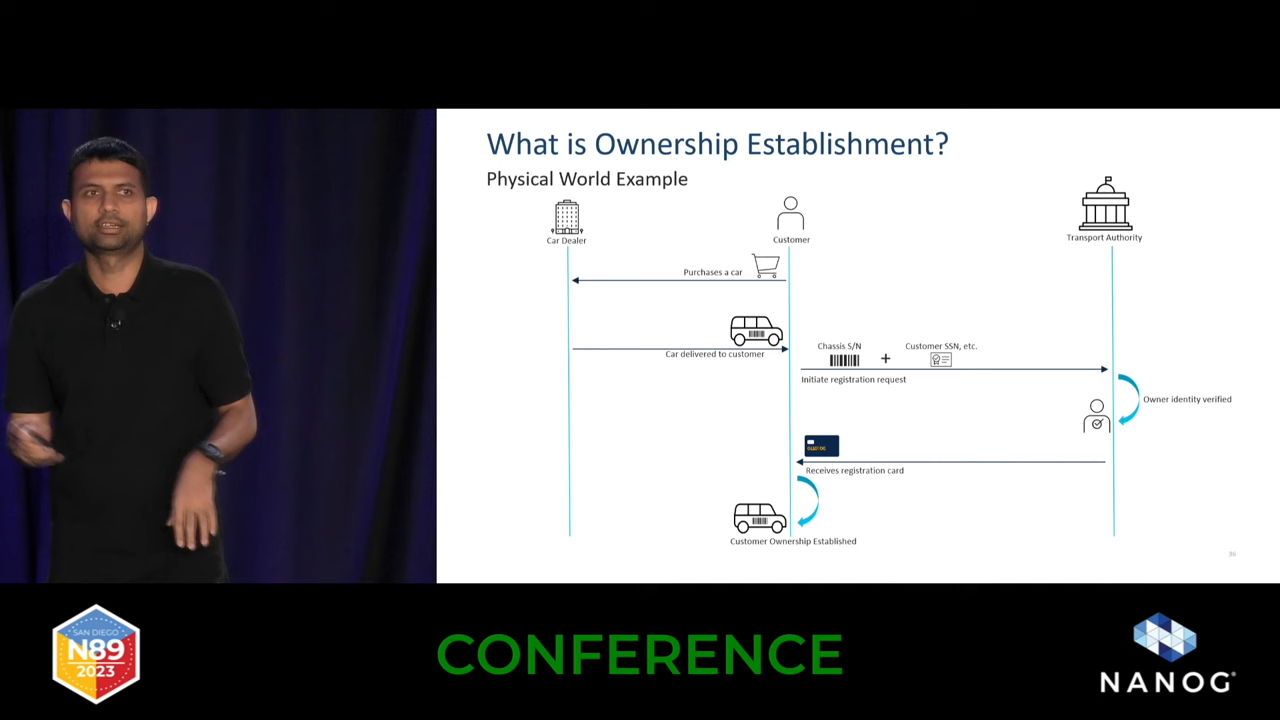 What is Ownership Establishment?
Physical World Example
Car Dealer
Customer
Transport Authority
Purchases a car
Car delivered to customer
Chassis S/N
+
Customer SSN, etc.
Initiate registration request
Owner identity verified
Receives registration card
Customer Ownership Established
36
SAN DIEGO
N89
2023
CONFERENCE
NANOG®